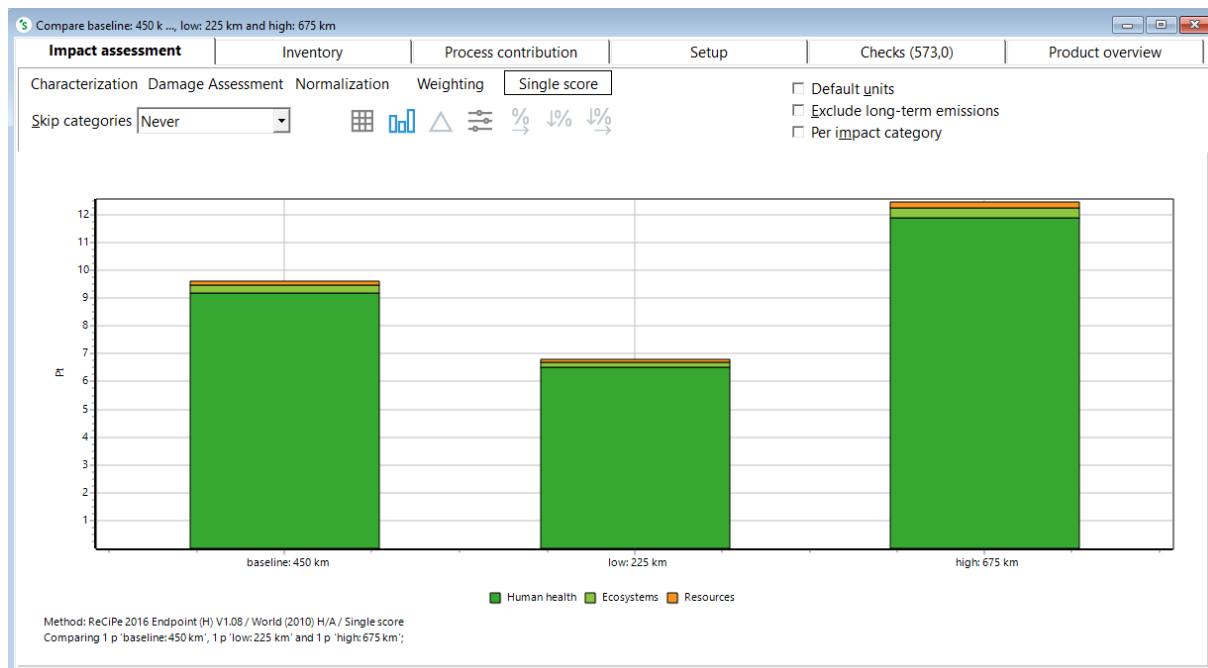 Compare baseline: 450 k ..., low: 225 km and high: 675 km
Impact assessment Inventory Process contribution Setup Checks (573,0) Product overview
Characterization Damage Assessment Normalization Weighting Single score
Default units
Skip categories Never
Exclude long-term emissions
Per impact category
12
11
10
9
8
7
6
5
4
3
2
1
Pt
baseline: 450 km low: 225 km high: 675 km
Human health Ecosystems Resources
Method: ReCiPe 2016 Endpoint (H) V1.08 / World (2010) H/A / Single score
Comparing 1 p 'baseline: 450 km', 1 p 'low: 225 km' and 1 p 'high: 675 km';